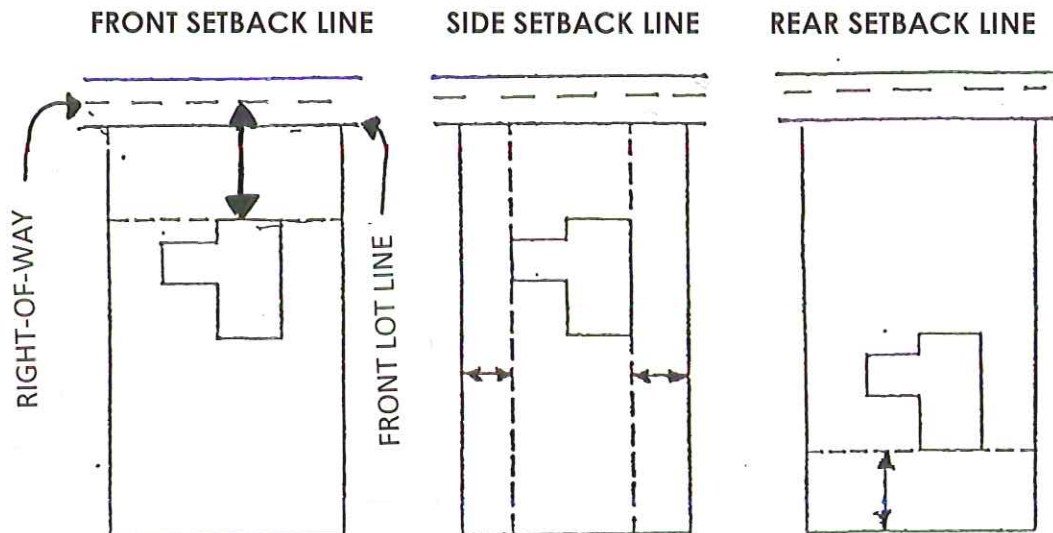 FRONT SETBACK LINE
SIDE SETBACK LINE
REAR SETBACK LINE
RIGHT-OF-WAY
FRONT LOT LINE